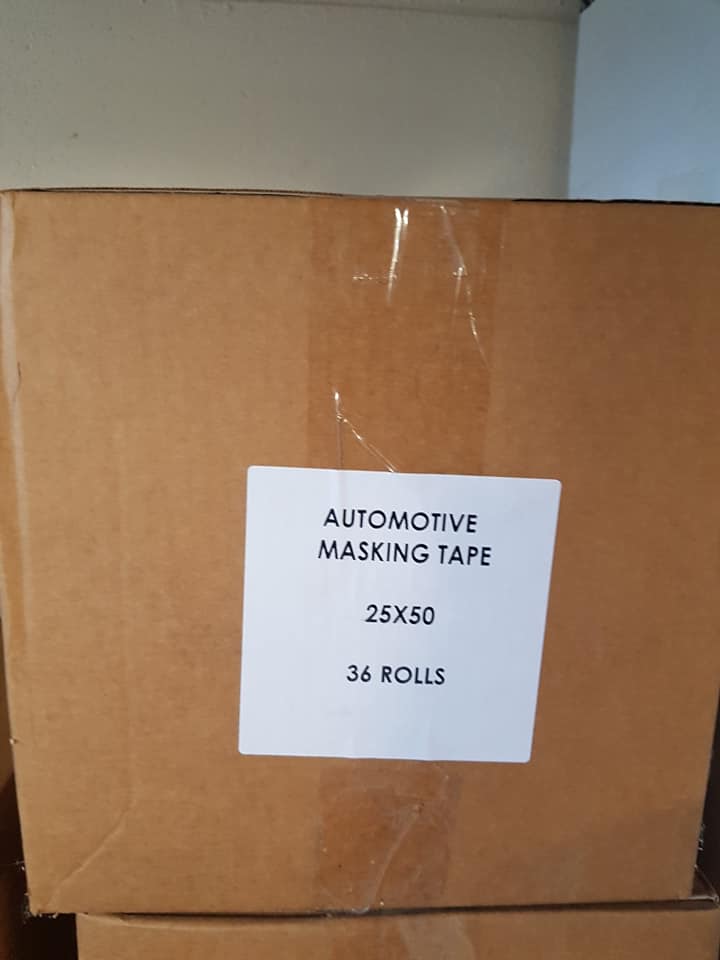 AUTOMOTIVE
MASKING TAPE
25X50
36 ROLLS